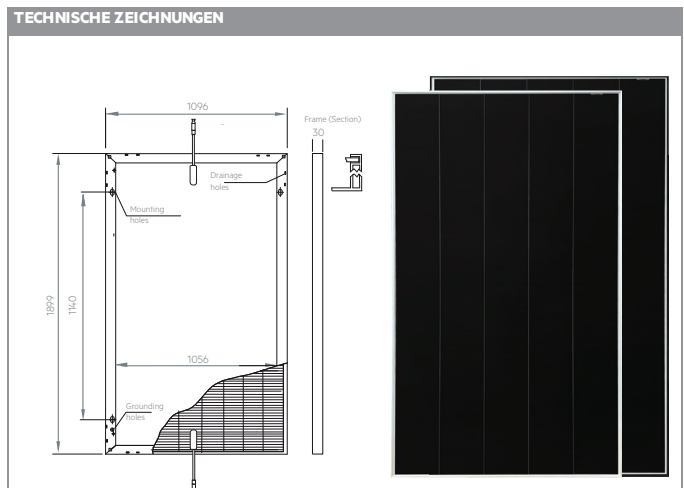 TECHNISCHE ZEICHNUNGEN
1096
Frame (Section)
30
Drainage
holes
Mounting
holes
1899
1140
1056
Grounding
holes